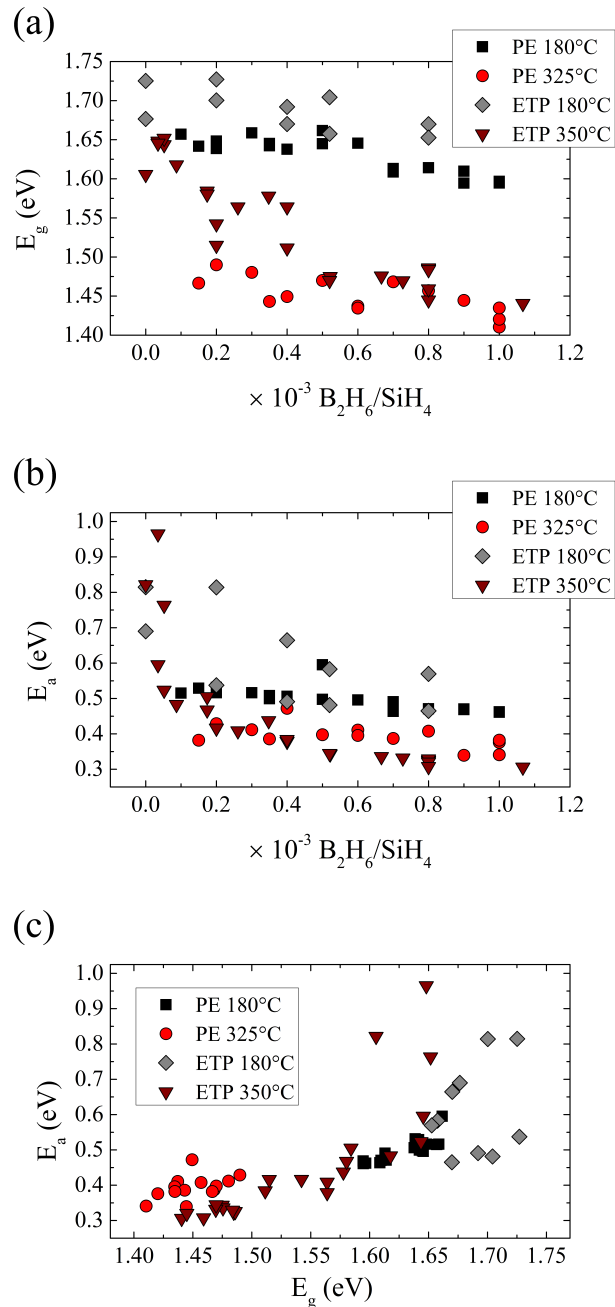 (a)
PE 180°C
PE 325°C
ETP 180°C
ETP 350°C
1.75
1.70
1.65
1.60
1.55
1.50
1.45
1.40
E_g (eV)
0.0 0.2 0.4 0.6 0.8 1.0 1.2
× 10⁻³ B₂H₆/SiH₄
(b)
PE 180°C
PE 325°C
ETP 180°C
ETP 350°C
1.0
0.9
0.8
0.7
0.6
0.5
0.4
0.3
Eₐ (eV)
0.0 0.2 0.4 0.6 0.8 1.0 1.2
× 10⁻³ B₂H₆/SiH₄
(c)
PE 180°C
PE 325°C
ETP 180°C
ETP 350°C
1.0
0.9
0.8
0.7
0.6
0.5
0.4
0.3
Eₐ (eV)
1.40 1.45 1.50 1.55 1.60 1.65 1.70 1.75
E_g (eV)